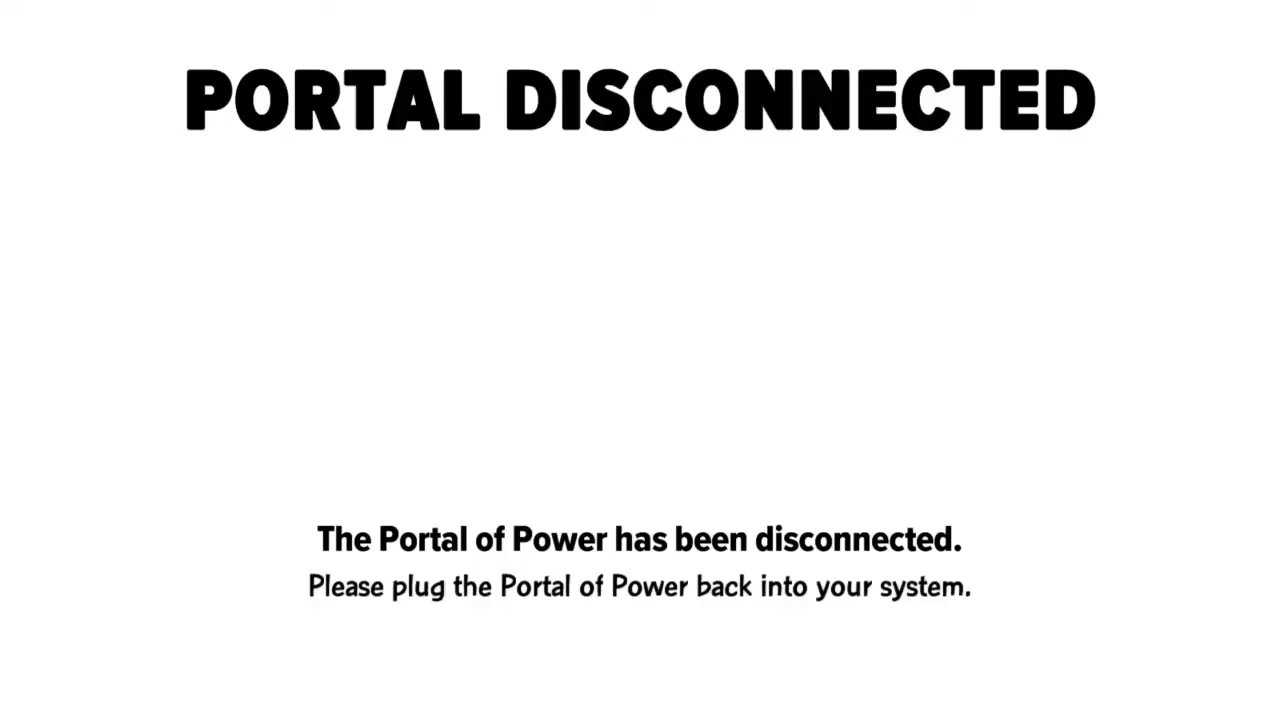 PORTAL DISCONNECTED
The Portal of Power has been disconnected.
Please plug the Portal of Power back into your system.